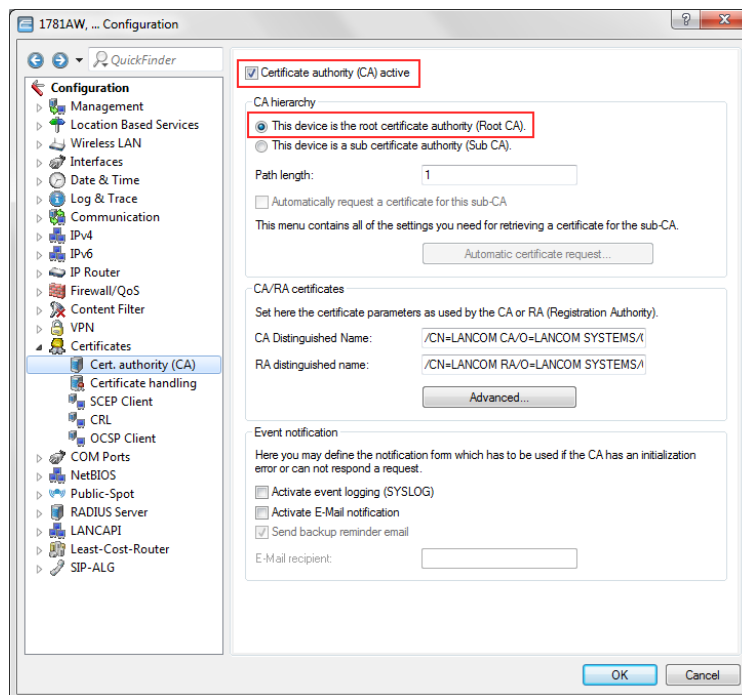 1781AW, ... Configuration
QuickFinder
Configuration
Management
Location Based Services
Wireless LAN
Interfaces
Date & Time
Log & Trace
Communication
IPv4
IPv6
IP Router
Firewall/QoS
Content Filter
VPN
Certificates
Cert. authority (CA)
Certificate handling
SCEP Client
CRL
OCSP Client
COM Ports
NetBIOS
Public-Spot
RADIUS Server
LANCAPI
Least-Cost-Router
SIP-ALG
Certificate authority (CA) active
CA hierarchy
This device is the root certificate authority (Root CA).
This device is a sub certificate authority (Sub CA).
Path length: 1
Automatically request a certificate for this sub-CA
This menu contains all of the settings you need for retrieving a certificate for the sub-CA.
Automatic certificate request...
CA/RA certificates
Set here the certificate parameters as used by the CA or RA (Registration Authority).
CA Distinguished Name: /CN=LANCOM CA/O=LANCOM SYSTEMS/
RA distinguished name: /CN=LANCOM RA/O=LANCOM SYSTEMS/
Advanced...
Event notification
Here you may define the notification form which has to be used if the CA has an initialization
error or can not respond a request.
Activate event logging (SYSLOG)
Activate E-Mail notification
Send backup reminder email
E-Mail recipient:
OK
Cancel